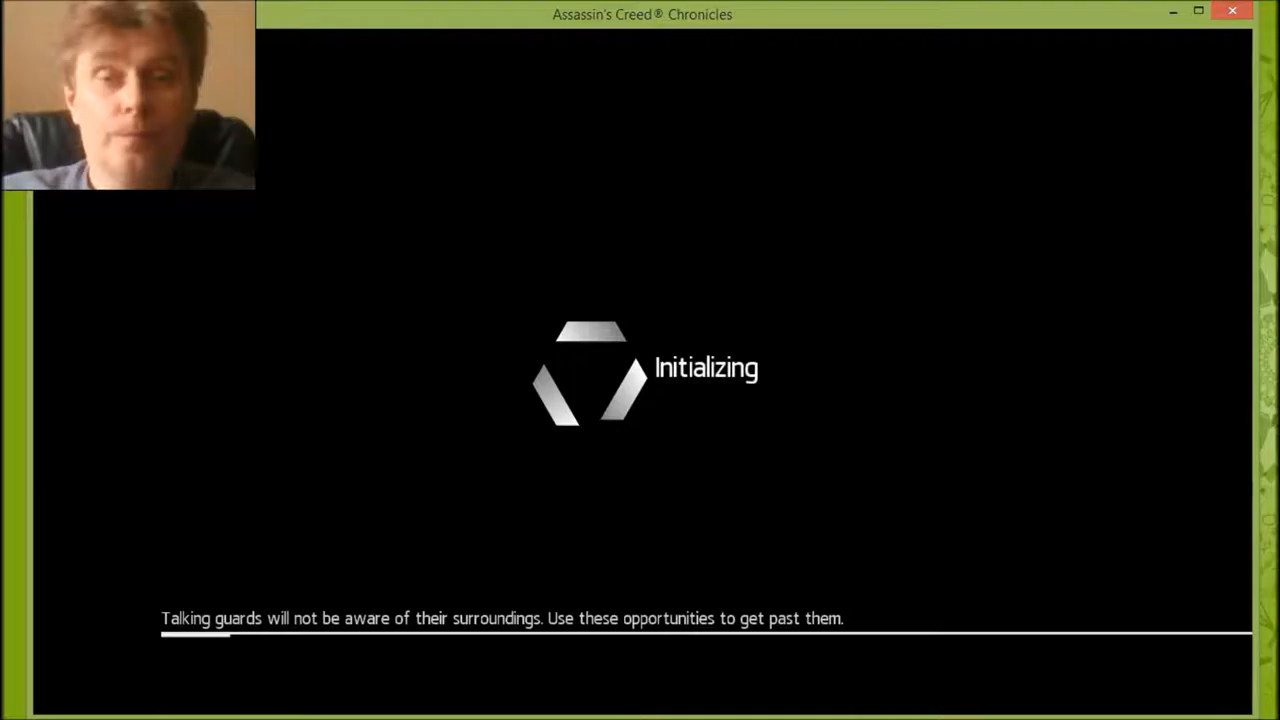 Assassin's Creed® Chronicles
Initializing
Talking guards will not be aware of their surroundings. Use these opportunities to get past them.